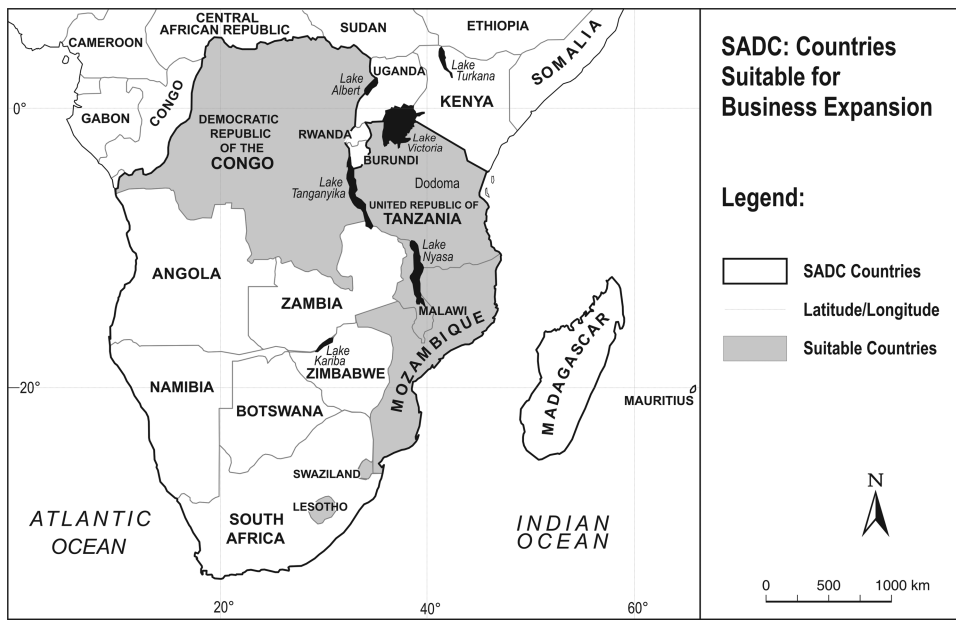 CENTRAL
AFRICAN REPUBLIC
SUDAN
ETHIOPIA
CAMEROON
SOMALIA
UGANDA
Lake
Turkana
Lake
Albert
KENYA
0°
GABON
CONGO
DEMOCRATIC
REPUBLIC
OF THE
CONGO
RWANDA
Lake
Victoria
BURUNDI
Lake
Tanganyika
Dodoma
UNITED REPUBLIC OF
TANZANIA
Lake
Nyasa
ANGOLA
ZAMBIA
MALAWI
MOZAMBIQUE
Lake
Kariba
ZIMBABWE
NAMIBIA
BOTSWANA
–20°
MADAGASCAR
MAURITIUS
SWAZILAND
LESOTHO
SOUTH
AFRICA
ATLANTIC
OCEAN
INDIAN
OCEAN
20°
40°
60°
SADC: Countries
Suitable for
Business Expansion
Legend:
SADC Countries
Latitude/Longitude
Suitable Countries
N
0 500 1000 km